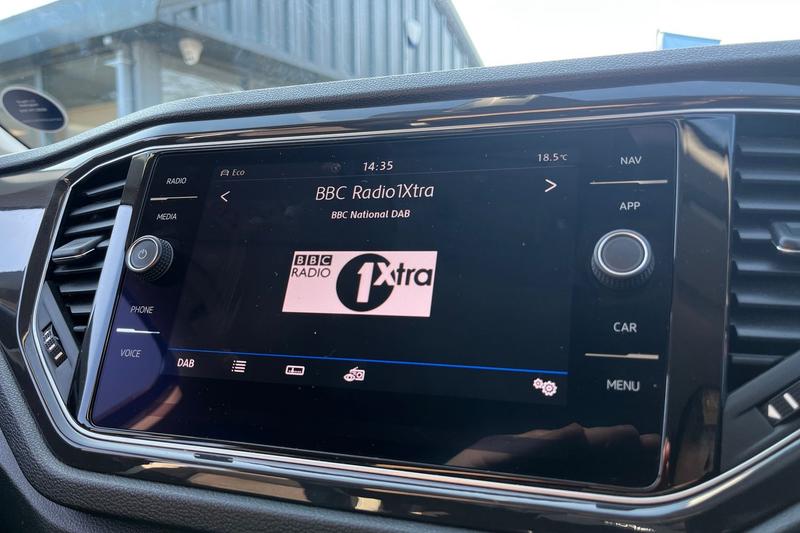 RADIO
MEDIA
PHONE
VOICE
Eco
14:35
18.5°C
< BBC Radio1Xtra >
BBC National DAB
BBC
RADIO
1Xtra
DAB
NAV
APP
CAR
MENU